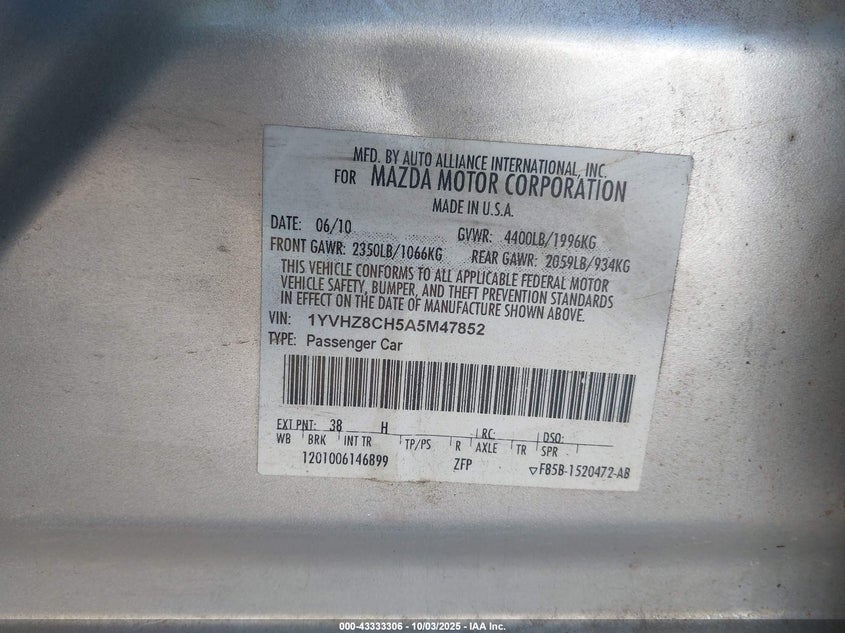 MFD. BY AUTO ALLIANCE INTERNATIONAL, INC.
FOR MAZDA MOTOR CORPORATION
MADE IN U.S.A.
DATE: 06/10 GVWR: 4400LB/1996KG
FRONT GAWR: 2350LB/1066KG REAR GAWR: 2059LB/934KG
THIS VEHICLE CONFORMS TO ALL APPLICABLE FEDERAL MOTOR
VEHICLE SAFETY, BUMPER, AND THEFT PREVENTION STANDARDS
IN EFFECT ON THE DATE OF MANUFACTURE SHOWN ABOVE.
VIN: 1YVHZ8CH5A5M47852
TYPE: Passenger Car
EXT PNT: 38 H RC: DSO:
WB BRK INT TR TP/PS R AXLE TR SPR
1201006146899 ZFP ▽FB5B-1520472-AB
000-43333306 - 10/03/2025 - IAA Inc.